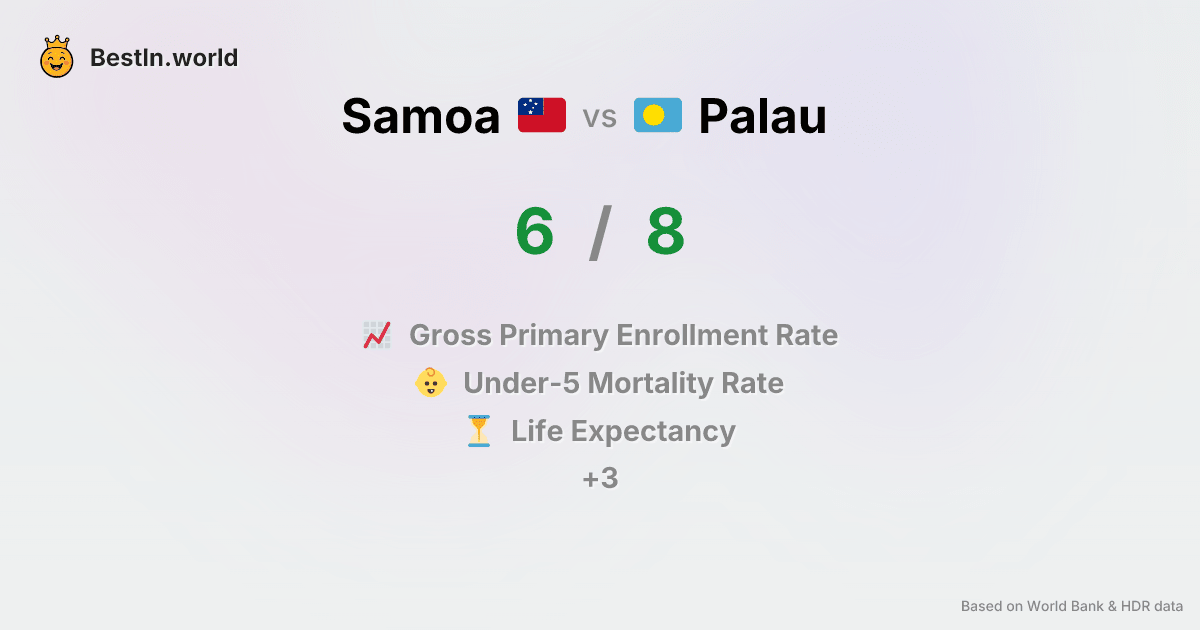 BestIn.world
Samoa vs Palau
6 / 8
Gross Primary Enrollment Rate
Under-5 Mortality Rate
Life Expectancy
+3
Based on World Bank & HDR data